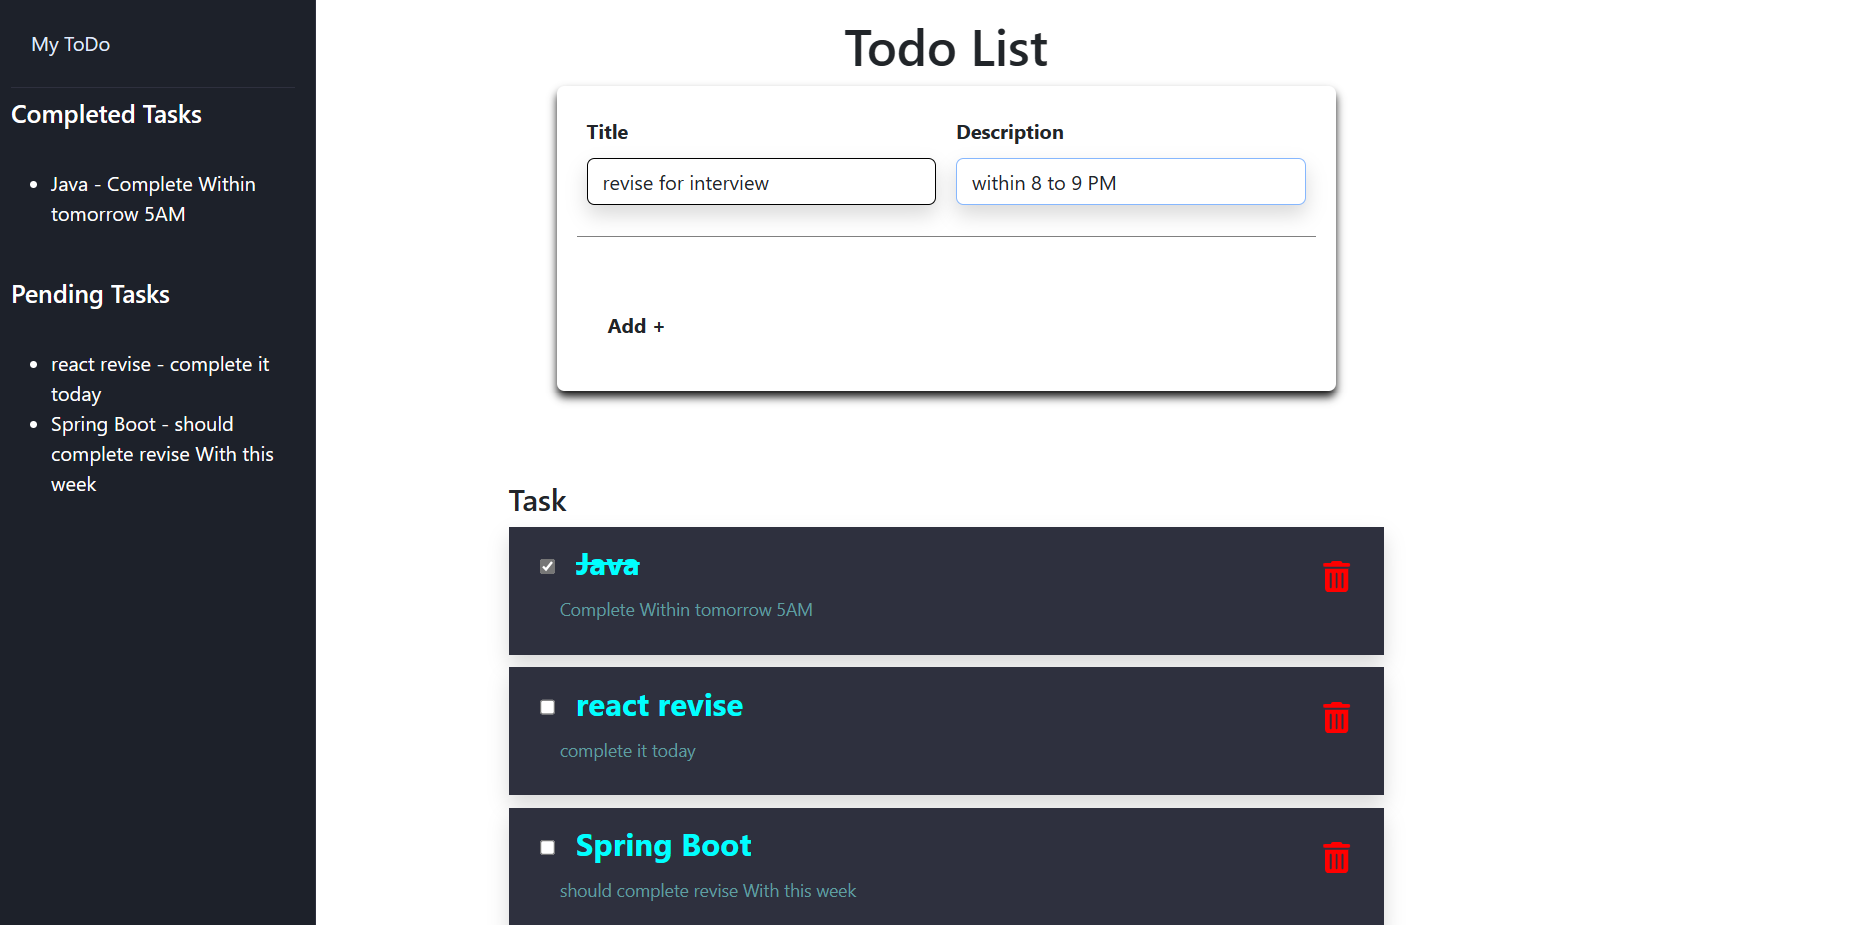 My ToDo
Completed Tasks
Java - Complete Within
tomorrow 5AM
Pending Tasks
react revise - complete it
today
Spring Boot - should
complete revise With this
week
Todo List
Title
Description
revise for interview
within 8 to 9 PM
Add +
Task
Java
Complete Within tomorrow 5AM
react revise
complete it today
Spring Boot
should complete revise With this week